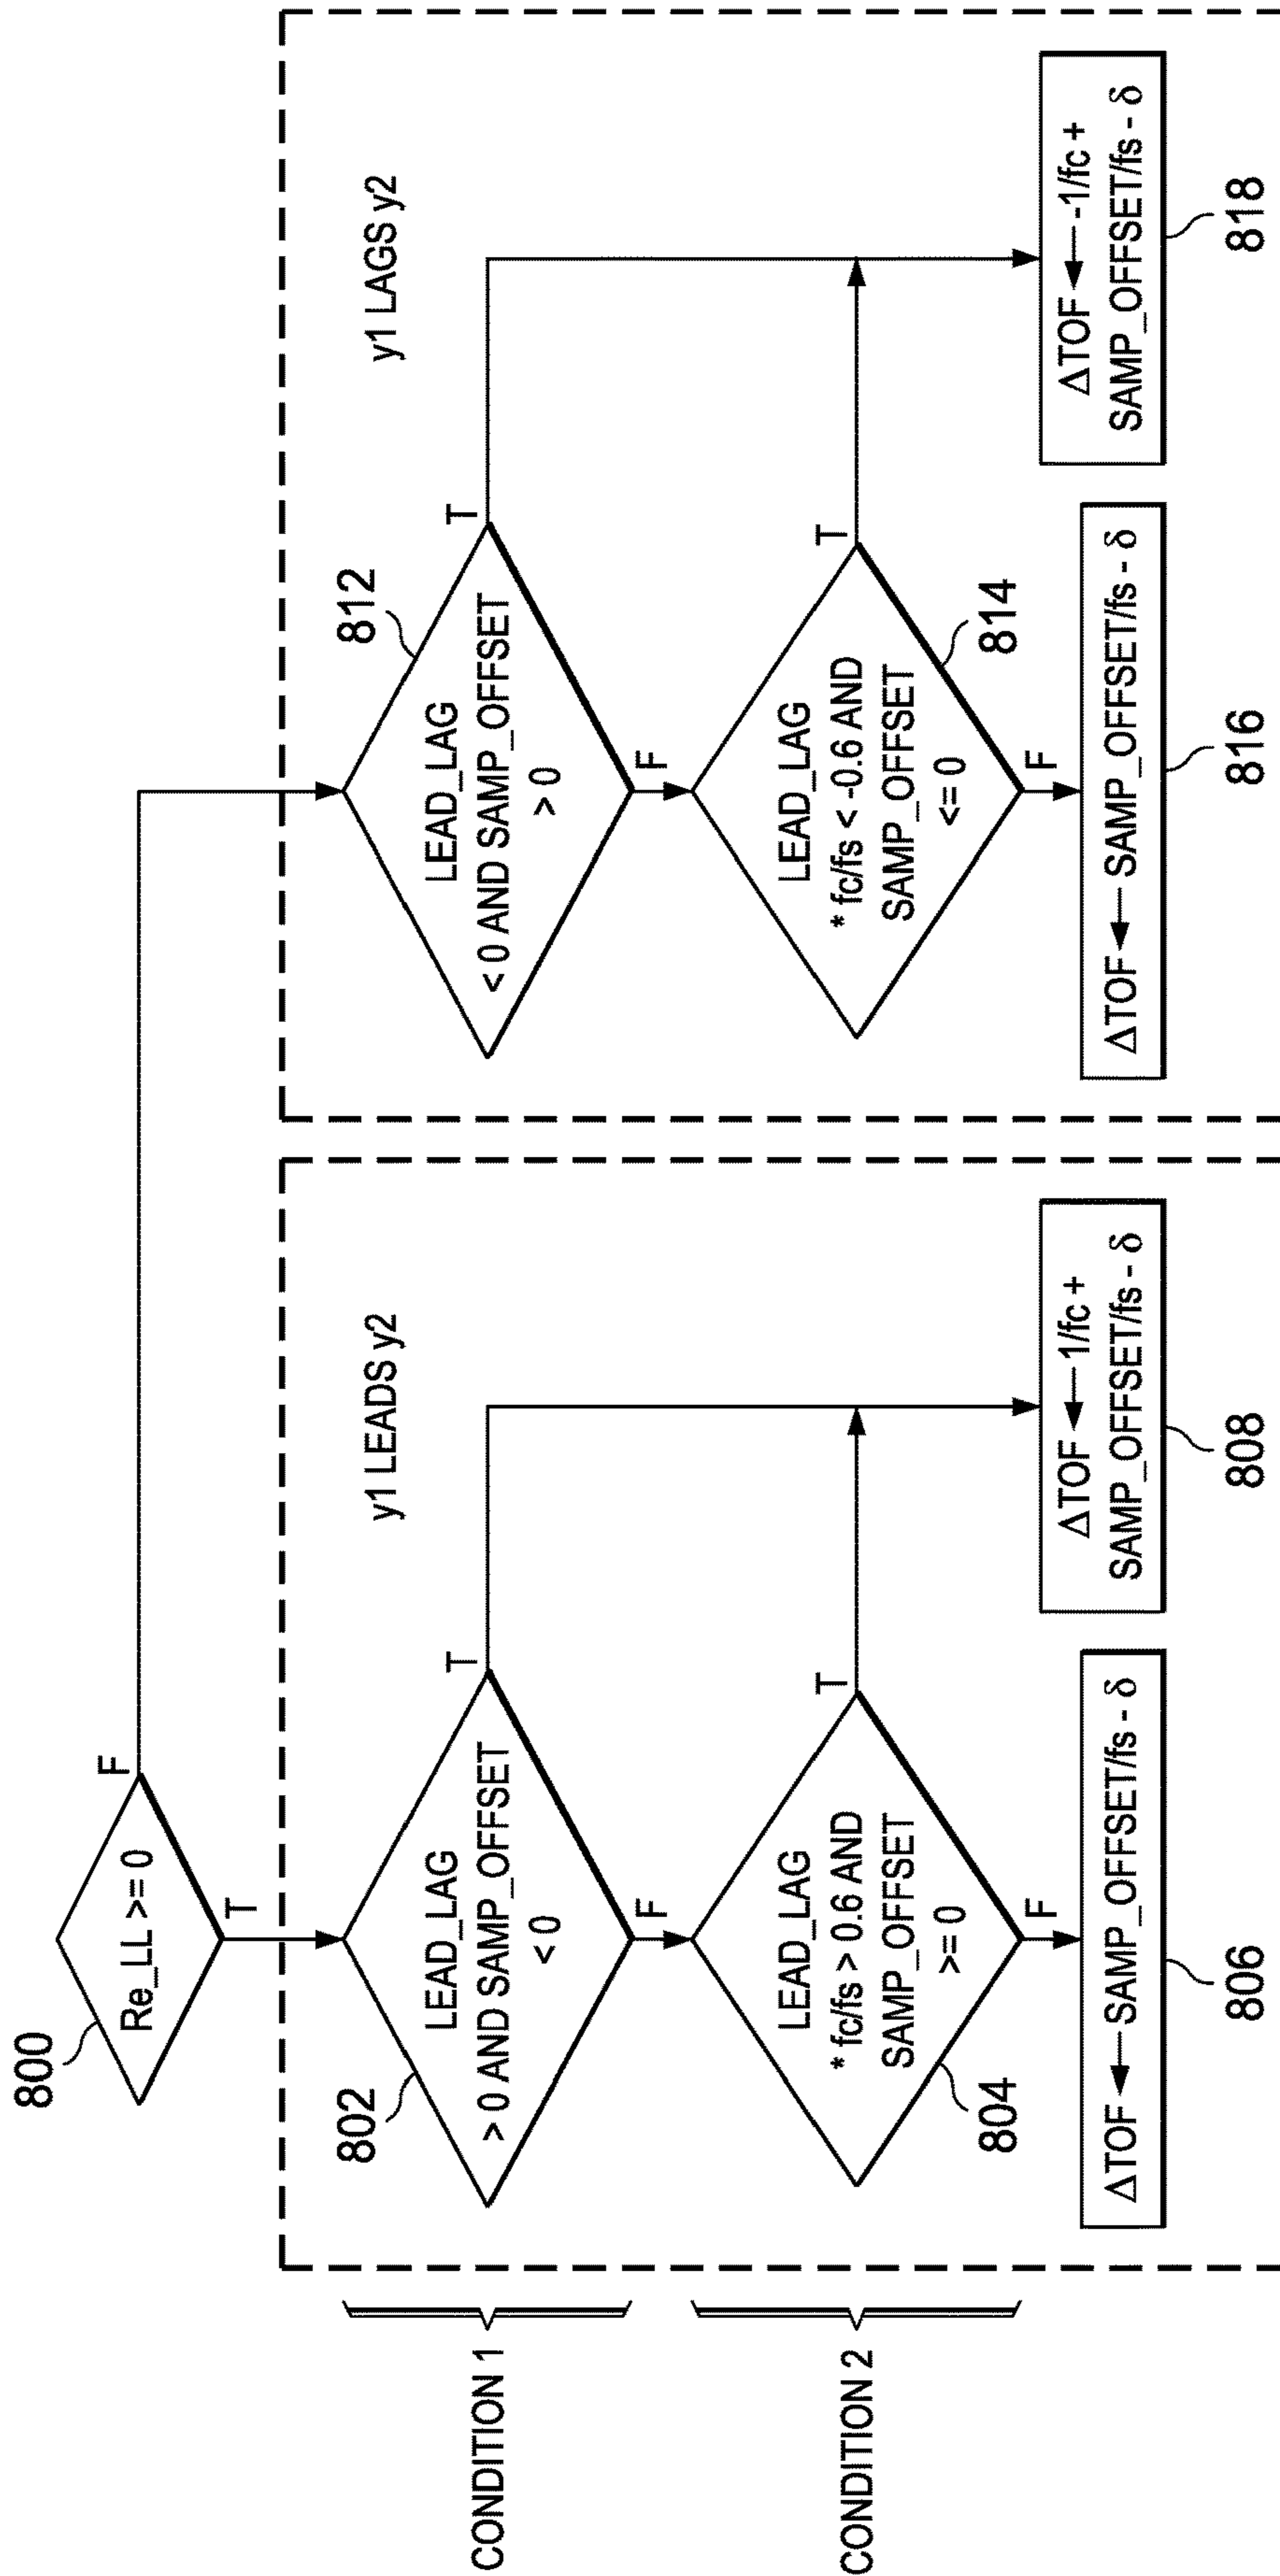 800
Re_LL >= 0
F
T
CONDITION 1
802
LEAD_LAG
> 0 AND SAMP_OFFSET
< 0
T
F
y1 LEADS y2
812
LEAD_LAG
< 0 AND SAMP_OFFSET
> 0
T
F
y1 LAGS y2
CONDITION 2
LEAD_LAG
* fc/fs > 0.6 AND
SAMP_OFFSET
>= 0
804
T
F
LEAD_LAG
* fc/fs < -0.6 AND
SAMP_OFFSET
<= 0
814
T
F
ΔTOF ← SAMP_OFFSET/fs - δ
806
ΔTOF ← 1/fc +
SAMP_OFFSET/fs - δ
808
ΔTOF ← SAMP_OFFSET/fs - δ
816
ΔTOF ← -1/fc +
SAMP_OFFSET/fs - δ
818